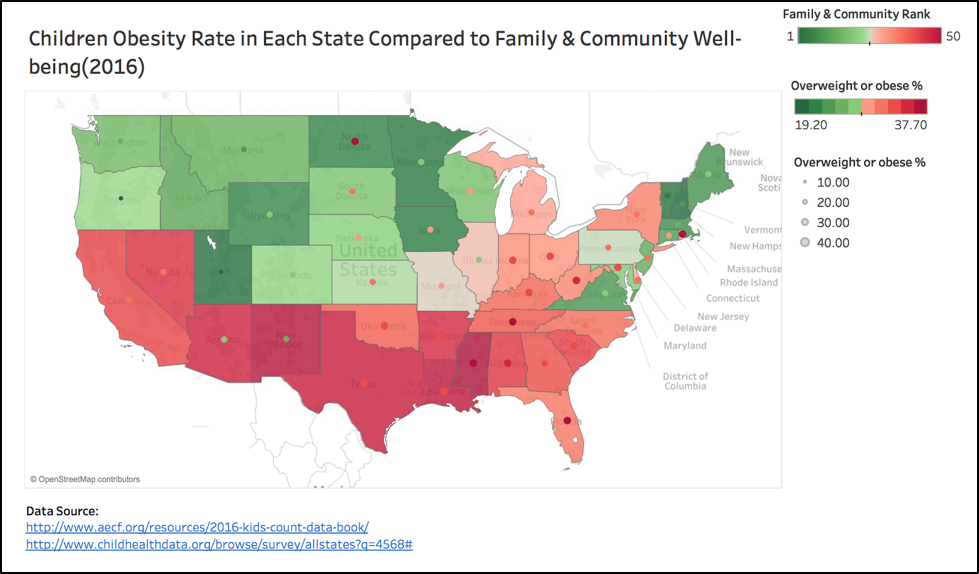 Children Obesity Rate in Each State Compared to Family & Community Well-
being(2016)
Family & Community Rank
1 50
Overweight or obese %
19.20 37.70
Overweight or obese %
10.00
20.00
30.00
40.00
Washington
Montana
North
Dakota
Minnesota
South
Dakota
Wisconsin
Michigan
Wyoming
Nebraska
United
States
Utah
Colorado
Kansas
Missouri
Illinois
Nevada
California
Arizona
New
Mexico
Oklahoma
Arkansas
Texas
Louisiana
Tennessee
Kentucky
North
Carolina
South
Carolina
Pennsylvania
New
York
New
Brunswick
Nova
Scoti
Vermont
New Hamps
Massachuse
Rhode Island
Connecticut
New Jersey
Delaware
Maryland
District of
Columbia
© OpenStreetMap contributors
Data Source:
http://www.aecf.org/resources/2016-kids-count-data-book/
http://www.childhealthdata.org/browse/survey/allstates?q=4568#